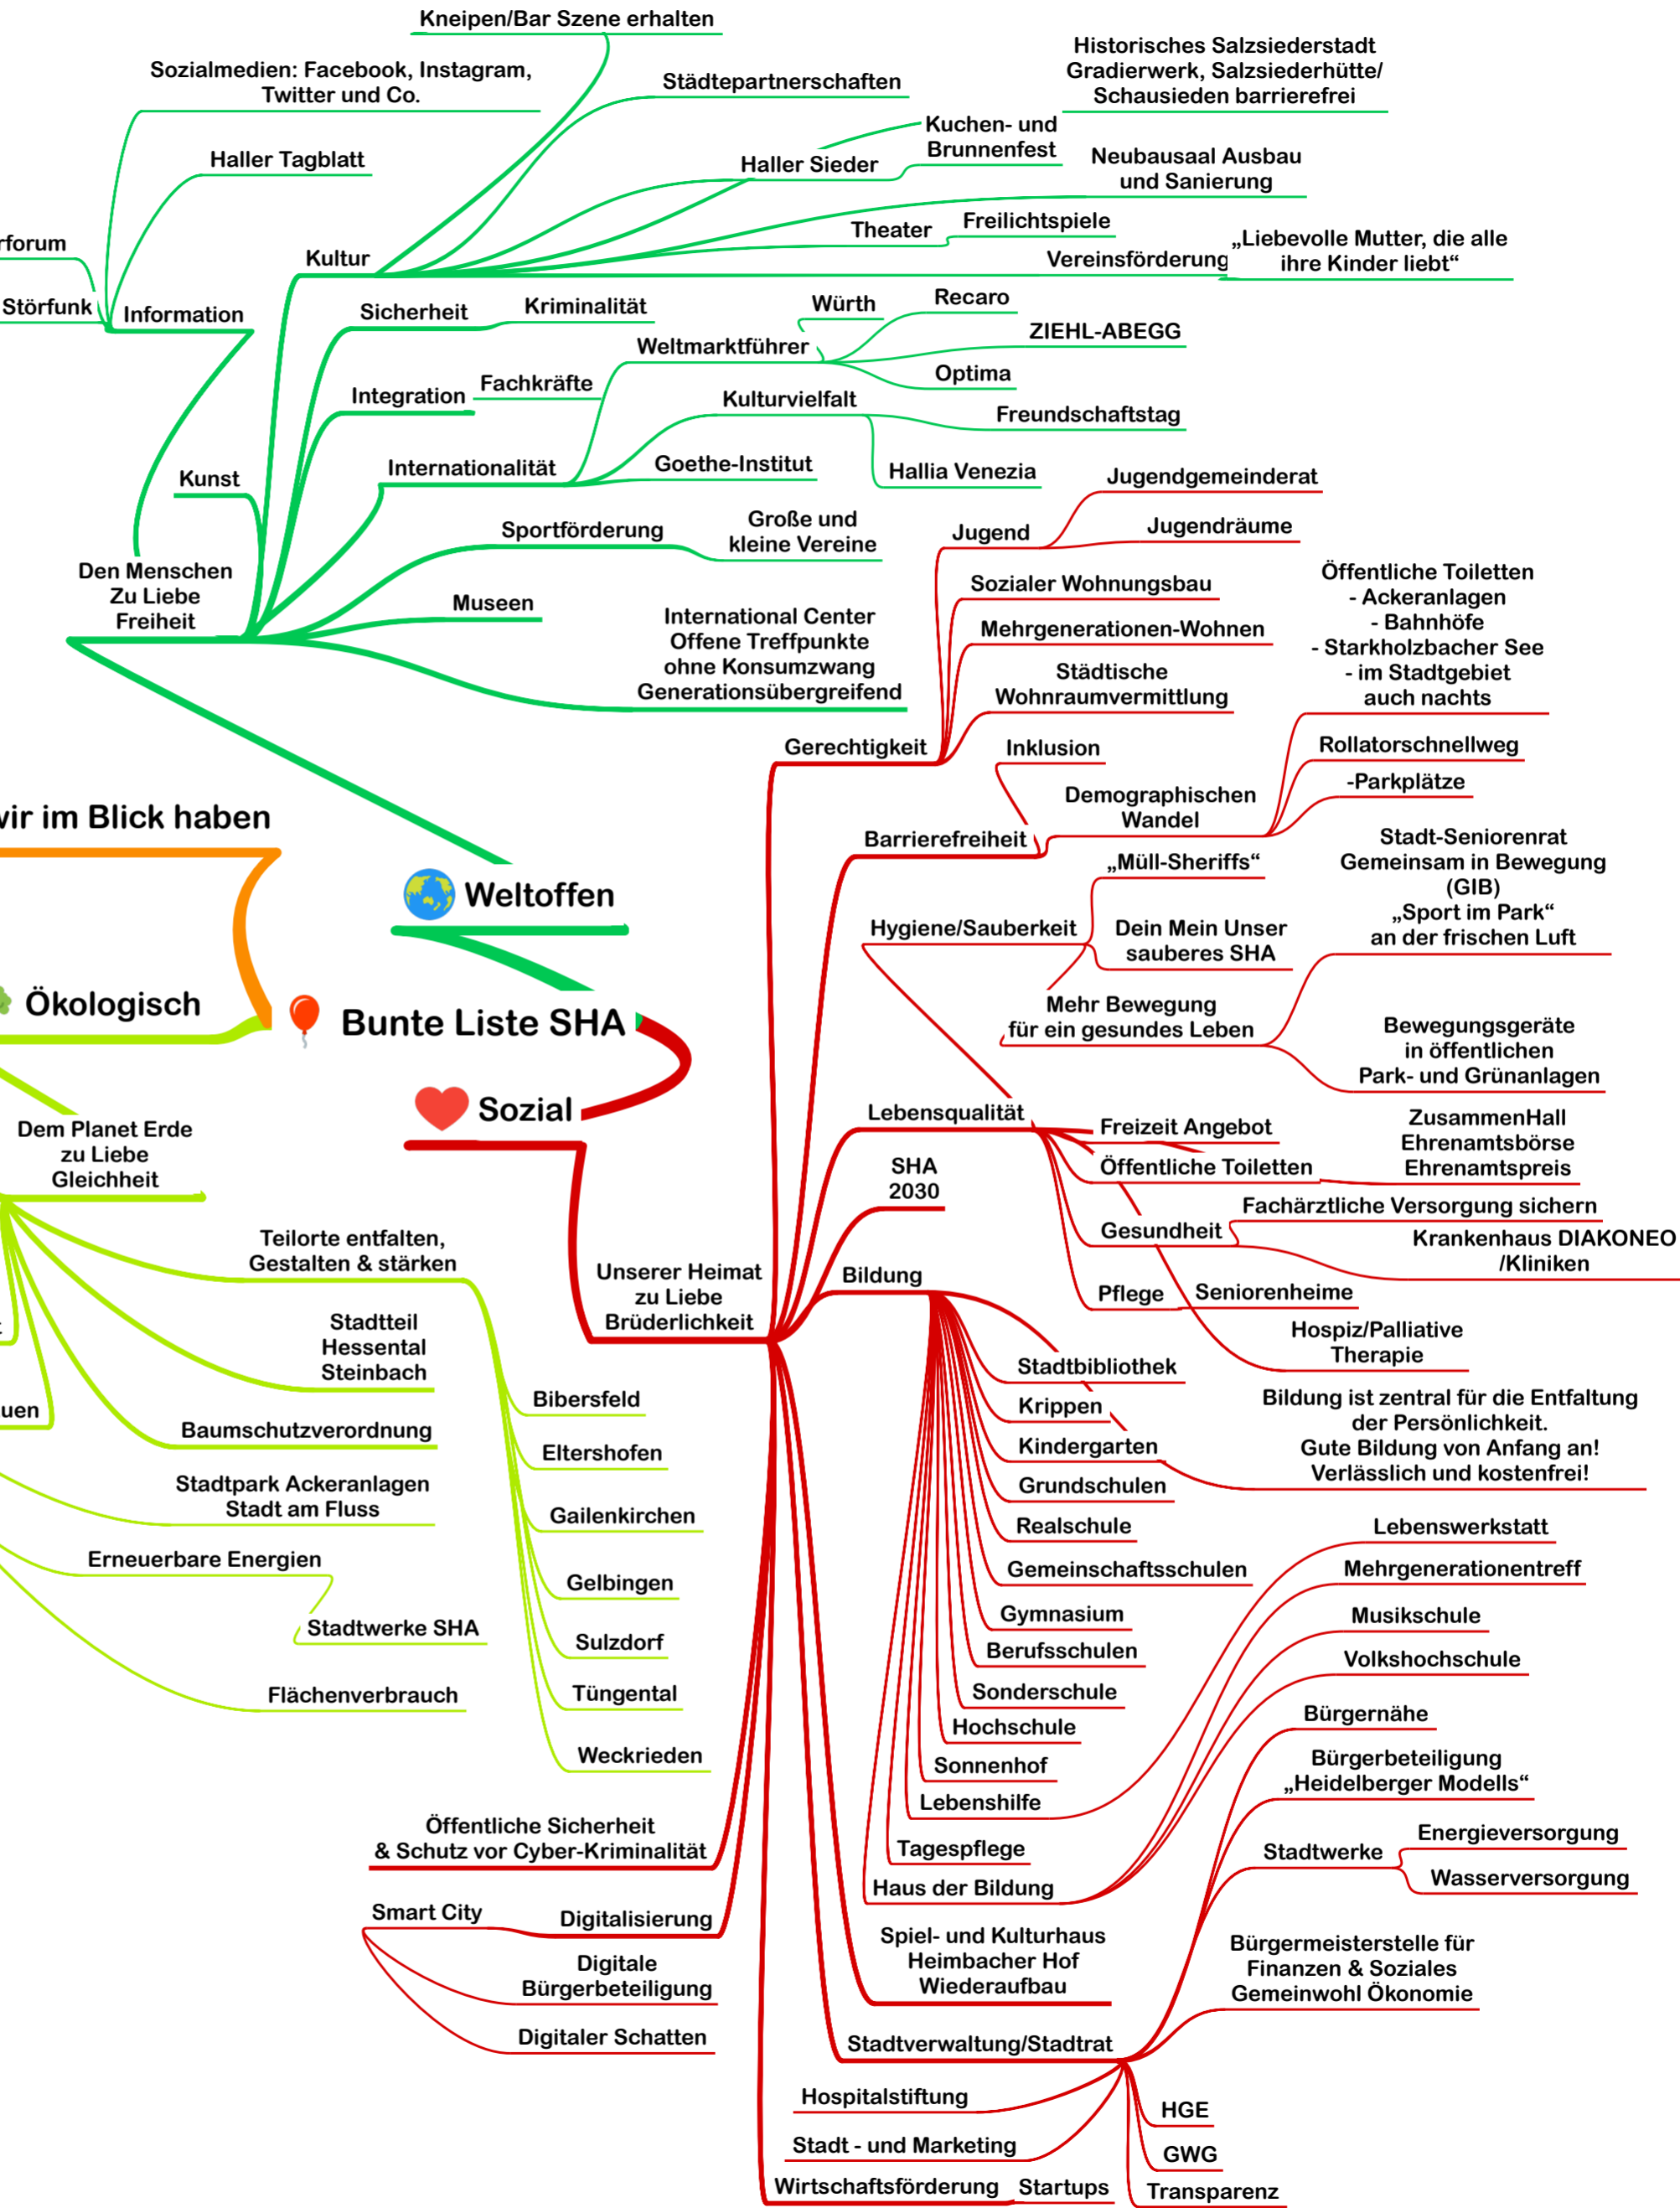 Kneipen/Bar Szene erhalten
Sozialmedien: Facebook, Instagram,
Twitter und Co.
Städtepartnerschaften
Historisches Salzsiederstadt
Gradierwerk, Salzsiederhütte/
Schausieden barrierefrei
Haller Tagblatt
Haller Sieder
Kuchen- und
Brunnenfest
Neubausaal Ausbau
und Sanierung
rforum
Theater
Freilichtspiele
Kultur
Vereinsförderung
„Liebevolle Mutter, die alle
ihre Kinder liebt“
Störfunk
Information
Sicherheit
Kriminalität
Würth
Recaro
Weltmarktführer
ZIEHL-ABEGG
Optima
Integration
Fachkräfte
Kulturvielfalt
Freundschaftstag
Kunst
Internationalität
Goethe-Institut
Hallia Venezia
Sportförderung
Große und
kleine Vereine
Den Menschen
Zu Liebe
Freiheit
Museen
International Center
Offene Treffpunkte
ohne Konsumzwang
Generationsübergreifend
Jugend
Jugendgemeinderat
Jugendräume
Sozialer Wohnungsbau
Mehrgenerationen-Wohnen
Städtische
Wohnraumvermittlung
Gerechtigkeit
Öffentliche Toiletten
- Ackeranlagen
- Bahnhöfe
- Starkholzbacher See
- im Stadtgebiet
auch nachts
Inklusion
Rollatorschnellweg
-Parkplätze
Demographischen
Wandel
Barrierefreiheit
vir im Blick haben
Weltoffen
„Müll-Sheriffs“
Hygiene/Sauberkeit
Dein Mein Unser
sauberes SHA
Stadt-Seniorenrat
Gemeinsam in Bewegung
(GIB)
„Sport im Park“
an der frischen Luft
Mehr Bewegung
für ein gesundes Leben
Bewegungsgeräte
in öffentlichen
Park- und Grünanlagen
Ökologisch
Bunte Liste SHA
Sozial
Lebensqualität
Freizeit Angebot
Öffentliche Toiletten
ZusammenHall
Ehrenamtsbörse
Ehrenamtspreis
Gesundheit
Fachärztliche Versorgung sichern
Krankenhaus DIAKONEO
/Kliniken
Pflege
Seniorenheime
Hospiz/Palliative
Therapie
Dem Planet Erde
zu Liebe
Gleichheit
SHA
2030
Unserer Heimat
zu Liebe
Brüderlichkeit
Bildung
Teilorte entfalten,
Gestalten & stärken
Stadtteil
Hessental
Steinbach
uen
Baumschutzverordnung
Stadtpark Ackeranlagen
Stadt am Fluss
Erneuerbare Energien
Stadtwerke SHA
Flächenverbrauch
Bibersfeld
Eltershofen
Gailenkirchen
Gelbingen
Sulzdorf
Tüngental
Weckrieden
Stadtbibliothek
Krippen
Kindergarten
Bildung ist zentral für die Entfaltung
der Persönlichkeit.
Gute Bildung von Anfang an!
Verlässlich und kostenfrei!
Grundschulen
Realschule
Gemeinschaftsschulen
Gymnasium
Berufsschulen
Sonderschule
Hochschule
Sonnenhof
Lebenshilfe
Tagespflege
Haus der Bildung
Lebenswerkstatt
Mehrgenerationentreff
Musikschule
Volkshochschule
Bürgernähe
Bürgerbeteiligung
„Heidelberger Modells“
Stadtwerke
Energieversorgung
Wasserversorgung
Öffentliche Sicherheit
& Schutz vor Cyber-Kriminalität
Smart City
Digitalisierung
Digitale
Bürgerbeteiligung
Digitaler Schatten
Spiel- und Kulturhaus
Heimbacher Hof
Wiederaufbau
Bürgermeisterstelle für
Finanzen & Soziales
Gemeinwohl Ökonomie
Stadtverwaltung/Stadtrat
Hospitalstiftung
HGE
Stadt - und Marketing
GWG
Wirtschaftsförderung
Startups
Transparenz